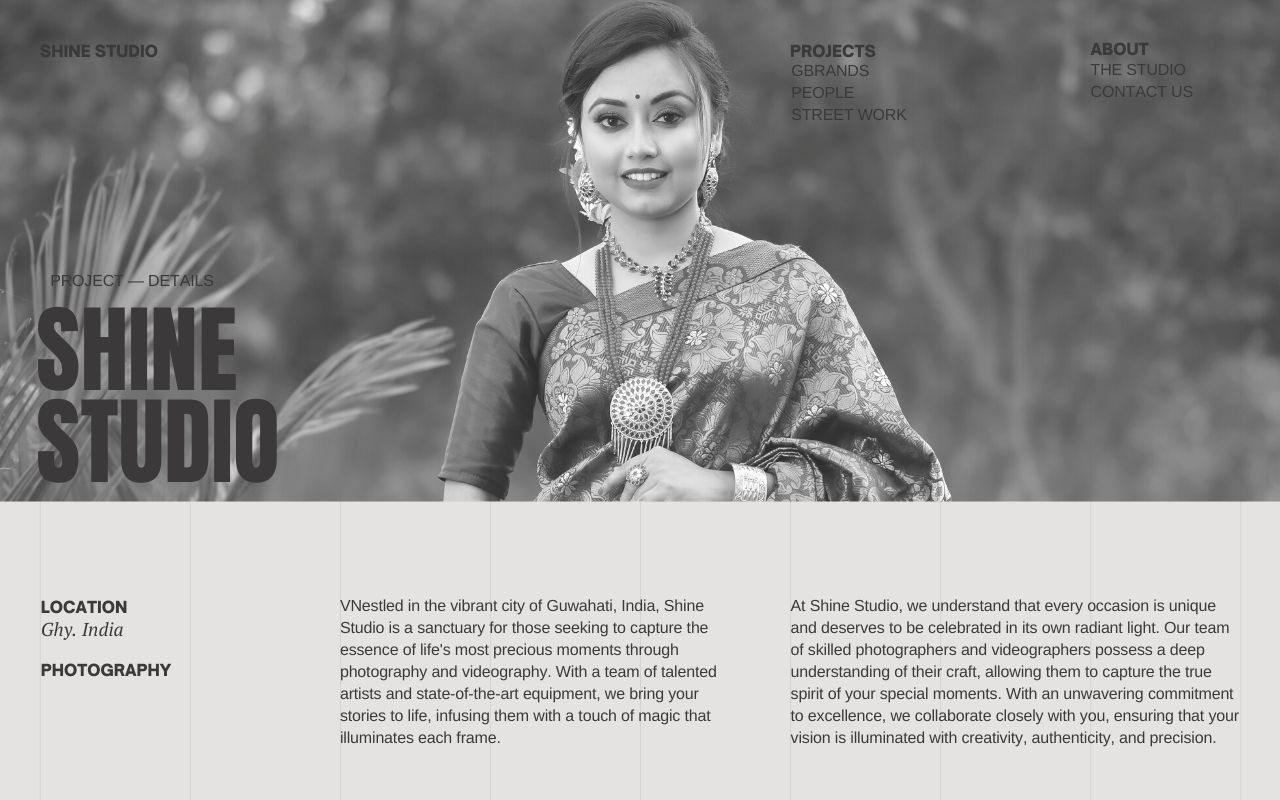 SHINE STUDIO
PROJECTS
GBRANDS
PEOPLE
STREET WORK
ABOUT
THE STUDIO
CONTACT US
PROJECT — DETAILS
SHINE
STUDIO
LOCATION
Ghy. India
PHOTOGRAPHY
VNestled in the vibrant city of Guwahati, India, Shine
Studio is a sanctuary for those seeking to capture the
essence of life's most precious moments through
photography and videography. With a team of talented
artists and state-of-the-art equipment, we bring your
stories to life, infusing them with a touch of magic that
illuminates each frame.
At Shine Studio, we understand that every occasion is unique
and deserves to be celebrated in its own radiant light. Our team
of skilled photographers and videographers possess a deep
understanding of their craft, allowing them to capture the true
spirit of your special moments. With an unwavering commitment
to excellence, we collaborate closely with you, ensuring that your
vision is illuminated with creativity, authenticity, and precision.